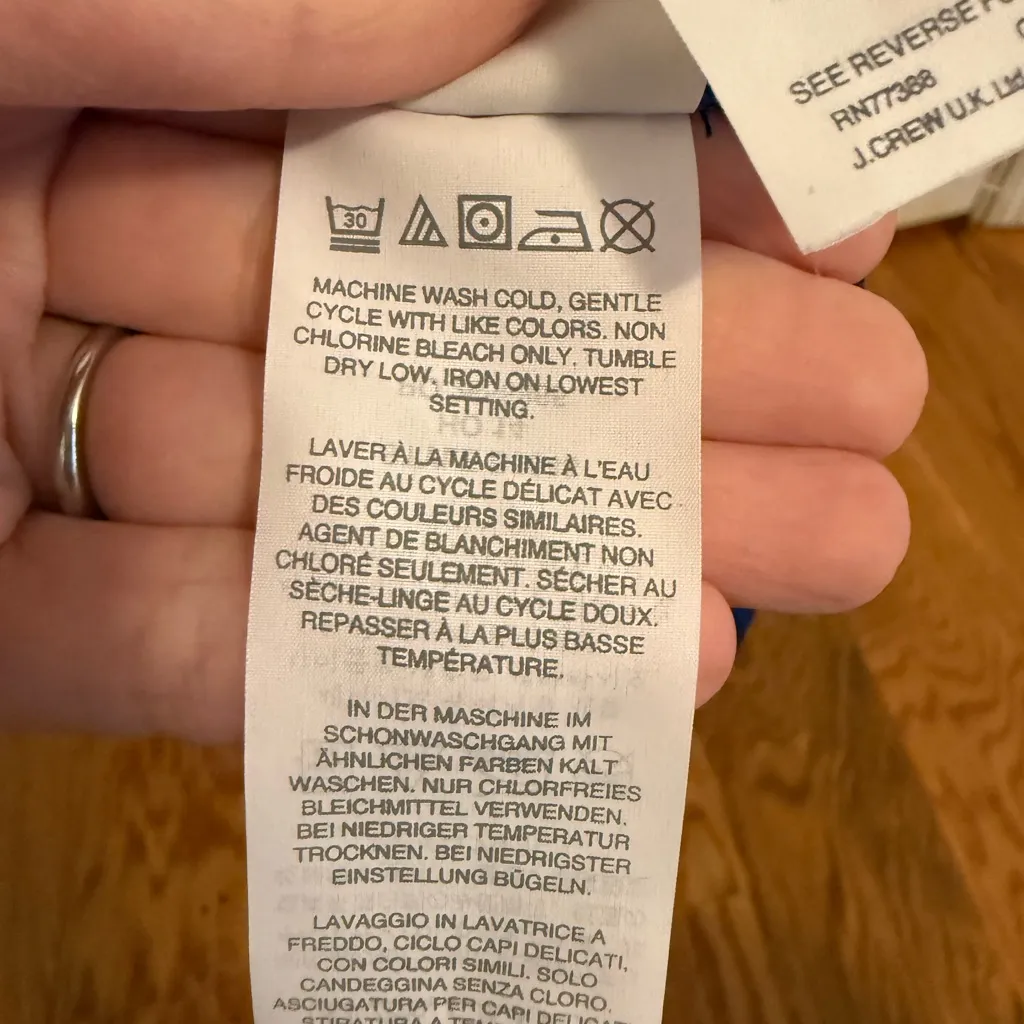 SEE REVERSE
RN77388
J.CREW U.K. Ltd
30
MACHINE WASH COLD, GENTLE
CYCLE WITH LIKE COLORS. NON
CHLORINE BLEACH ONLY. TUMBLE
DRY LOW. IRON ON LOWEST
SETTING.
LAVER À LA MACHINE À L'EAU
FROIDE AU CYCLE DÉLICAT AVEC
DES COULEURS SIMILAIRES.
AGENT DE BLANCHIMENT NON
CHLORÉ SEULEMENT. SÉCHER AU
SÈCHE-LINGE AU CYCLE DOUX.
REPASSER À LA PLUS BASSE
TEMPÉRATURE.
IN DER MASCHINE IM
SCHONWASCHGANG MIT
ÄHNLICHEN FARBEN KALT
WASCHEN. NUR CHLORFREIES
BLEICHMITTEL VERWENDEN.
BEI NIEDRIGER TEMPERATUR
TROCKNEN. BEI NIEDRIGSTER
EINSTELLUNG BÜGELN.
LAVAGGIO IN LAVATRICE A
FREDDO, CICLO CAPI DELICATI,
CON COLORI SIMILI. SOLO
CANDEGGINA SENZA CLORO.
ASCIUGATURA PER CAPI
STIRATURA A